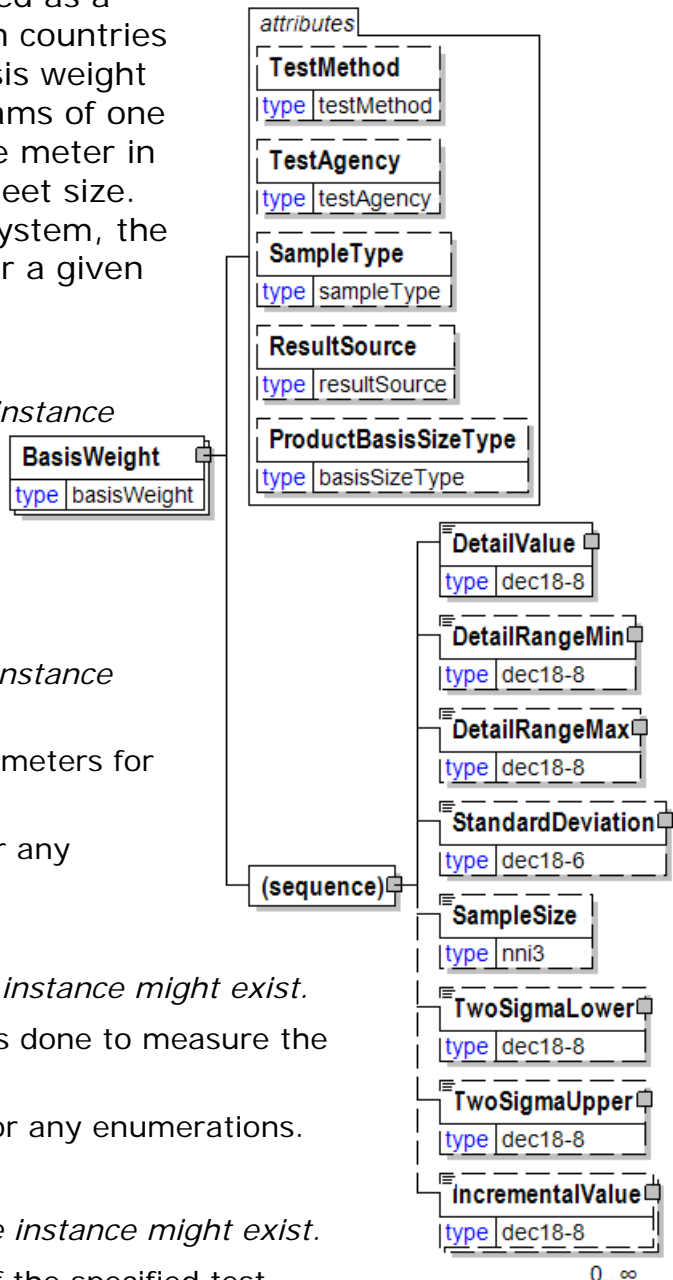 ed as a
n countries
sis weight
ams of one
e meter in
eet size.
ystem, the
r a given
instance
BasisWeight
type basisWeight
nstance
meters for
r any
instance might exist.
s done to measure the
or any enumerations.
e instance might exist.
f the specified test
attributes
TestMethod
type testMethod
TestAgency
type testAgency
SampleType
type sampleType
ResultSource
type resultSource
ProductBasisSizeType
type basisSizeType
(sequence)
DetailValue
type dec18-8
DetailRangeMin
type dec18-8
DetailRangeMax
type dec18-8
StandardDeviation
type dec18-6
SampleSize
type nni3
TwoSigmaLower
type dec18-8
TwoSigmaUpper
type dec18-8
IncrementalValue
type dec18-8
0..∞